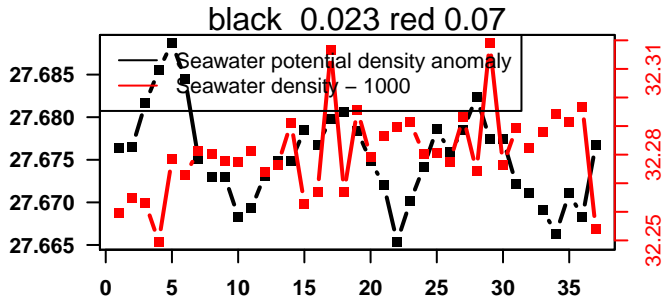 black 0.023 red 0.07
Seawater potential density anomaly
Seawater density − 1000
27.685
27.680
27.675
27.670
27.665
32.31
32.28
32.25
0 5 10 15 20 25 30 35